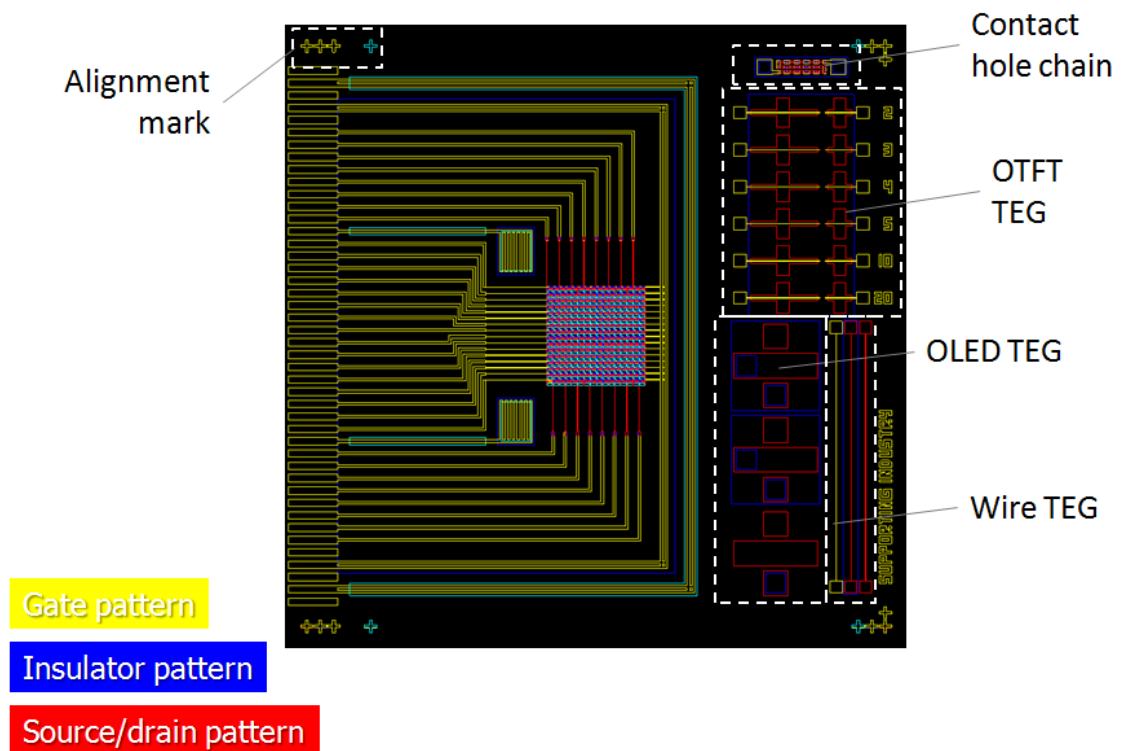 Alignment
mark
Contact
hole chain
2
3
4
5
10
20
OTFT
TEG
OLED TEG
Wire TEG
SUPPORTING INDUSTRY
Gate pattern
Insulator pattern
Source/drain pattern